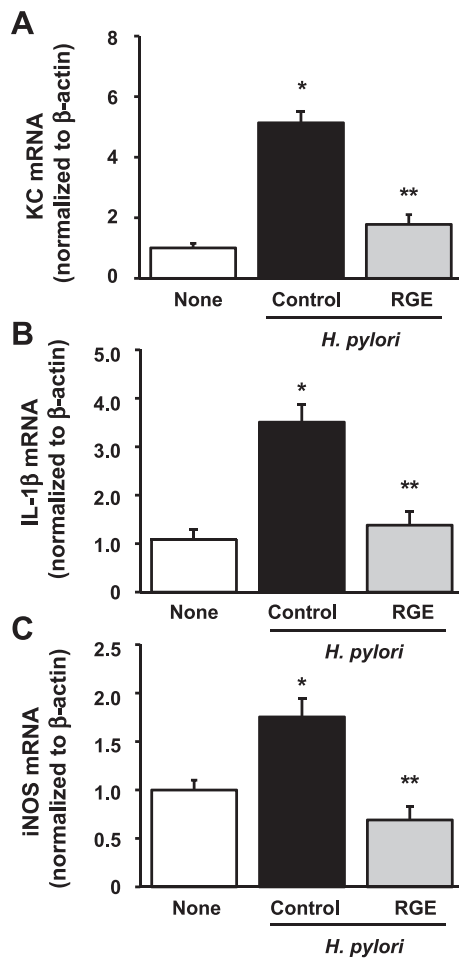 A
KC mRNA
(normalized to β-actin)
8
6
4
2
0
*
**
None
Control
RGE
H. pylori
B
IL-1β mRNA
(normalized to β-actin)
5.0
4.0
3.0
2.0
1.0
0
*
**
None
Control
RGE
H. pylori
C
iNOS mRNA
(normalized to β-actin)
2.5
2.0
1.5
1.0
0.5
0
*
**
None
Control
RGE
H. pylori